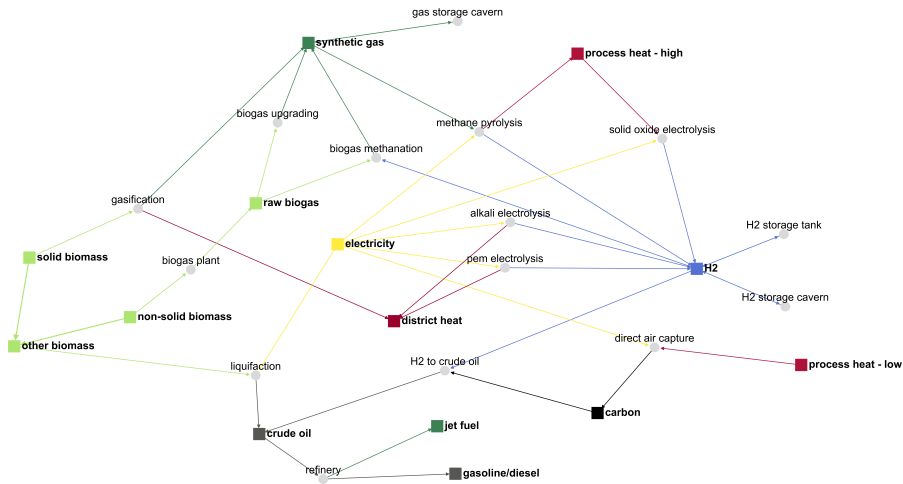 gas storage cavern
synthetic gas
process heat - high
biogas upgrading
methane pyrolysis
solid oxide electrolysis
biogas methanation
gasification
raw biogas
alkali electrolysis
H2 storage tank
electricity
solid biomass
biogas plant
pem electrolysis
H2
H2 storage cavern
non-solid biomass
district heat
other biomass
direct air capture
liquifaction
H2 to crude oil
process heat - low
carbon
crude oil
jet fuel
refinery
gasoline/diesel